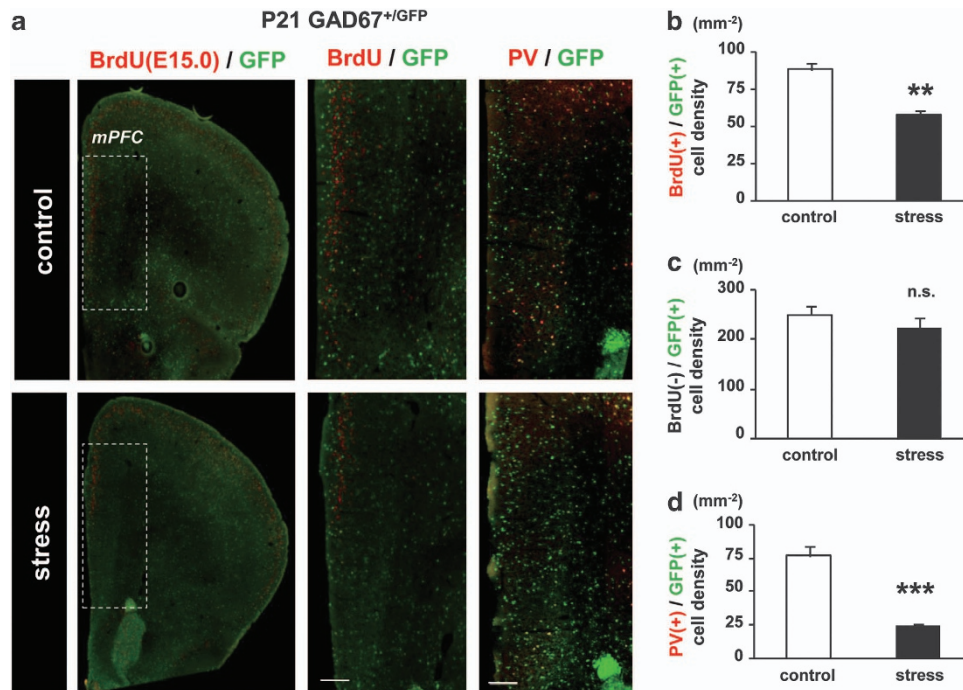 a
P21 GAD67+/GFP
BrdU(E15.0) / GFP
BrdU / GFP
PV / GFP
mPFC
control
stress
b (mm-2)
100
75
50
25
0
BrdU(+) / GFP(+)
cell density
**
control stress
c (mm-2)
300
200
100
0
BrdU(-) / GFP(+)
cell density
n.s.
control stress
d (mm-2)
100
75
50
25
0
PV(+) / GFP(+)
cell density
***
control stress